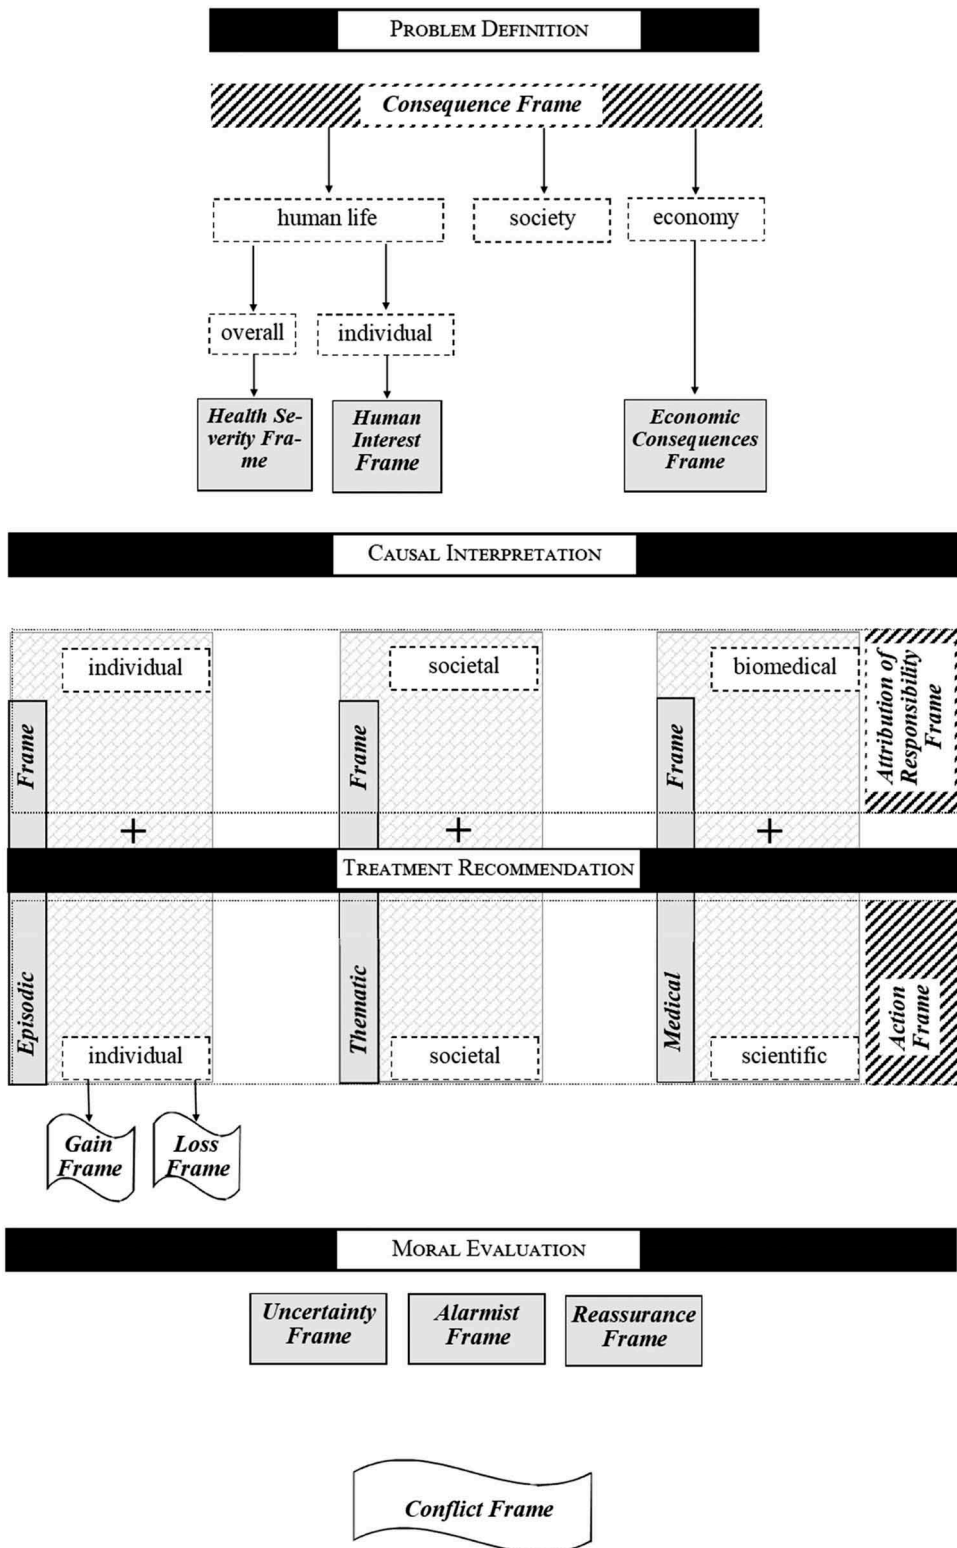 PROBLEM DEFINITION
Consequence Frame
human life
society
economy
overall
individual
Health Se-
verity Fra-
me
Human
Interest
Frame
Economic
Consequences
Frame
CAUSAL INTERPRETATION
individual
societal
biomedical
Attribution of
Responsibility
Frame
Frame
Frame
Frame
+
+
+
TREATMENT RECOMMENDATION
Episodic
Thematic
Medical
Action
Frame
individual
societal
scientific
Gain
Frame
Loss
Frame
MORAL EVALUATION
Uncertainty
Frame
Alarmist
Frame
Reassurance
Frame
Conflict Frame